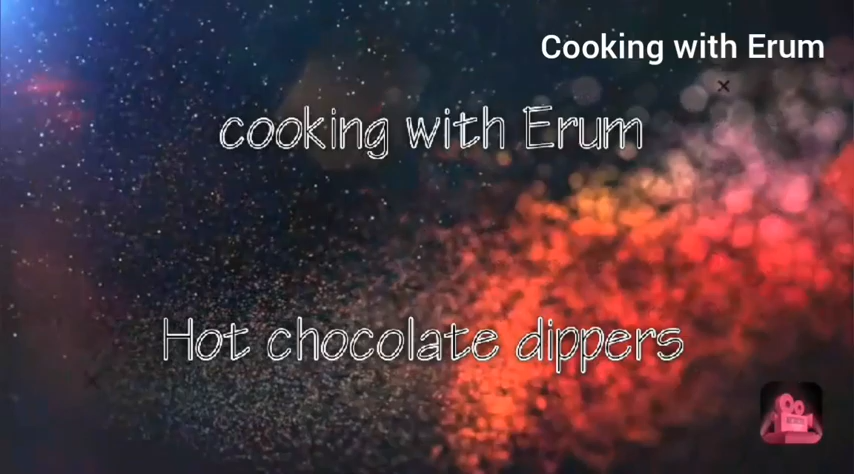 Cooking with Erum
cooking with Erum
Hot chocolate dippers